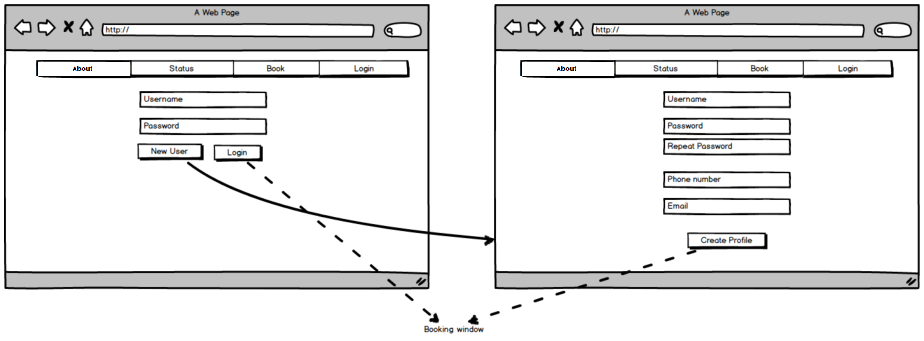 A Web Page
http://
About Status Book Login
Username
Password
New User Login
A Web Page
http://
About Status Book Login
Username
Password
Repeat Password
Phone number
Email
Create Profile
Booking window